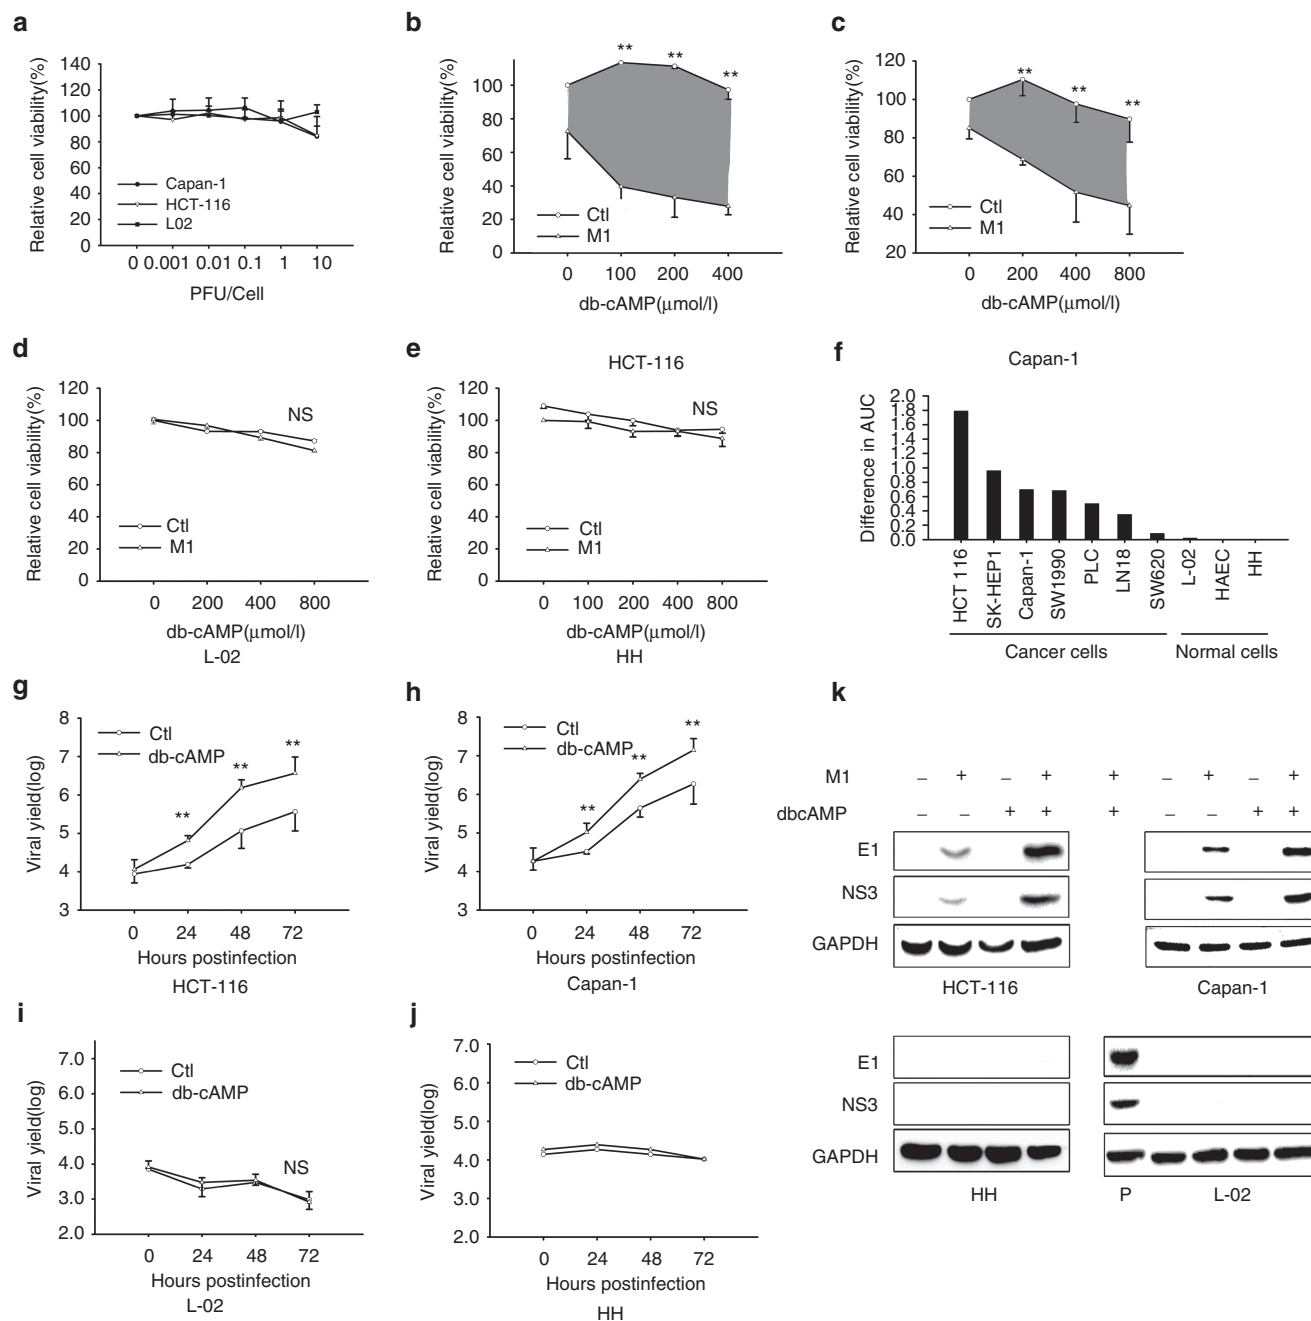 a
Relative cell viability(%)
140
120
100
80
60
40
20
0
Capan-1
HCT-116
L02
0 0.001 0.01 0.1 1 10
PFU/Cell
b
Relative cell viability(%)
100
80
60
40
20
0
** ** **
Ctl
M1
0 100 200 400
db-cAMP(μmol/l)
c
Relative cell viability(%)
120
100
80
60
40
20
** ** **
Ctl
M1
0 200 400 800
db-cAMP(μmol/l)
d
Relative cell viability(%)
120
100
80
60
40
20
0
NS
Ctl
M1
0 200 400 800
db-cAMP(μmol/l)
L-02
e
HCT-116
Relative cell viability(%)
120
100
80
60
40
20
0
NS
Ctl
M1
0 100 200 400 800
db-cAMP(μmol/l)
HH
f
Capan-1
Difference in AUC
2.0
1.8
1.6
1.4
1.2
1.0
0.8
0.6
0.4
0.2
0.0
HCT 116
SK-HEP1
Capan-1
SW1990
PLC
LN18
SW620
L-02
HAEC
HH
Cancer cells
Normal cells
g
Viral yield(log)
8
7
6
5
4
3
Ctl
db-cAMP
** ** **
0 24 48 72
Hours postinfection
HCT-116
h
Viral yield(log)
8
7
6
5
4
3
Ctl
db-cAMP
** ** **
0 24 48 72
Hours postinfection
Capan-1
k
M1 – + – + + – + – +
dbcAMP – – + + + – – + +
E1
NS3
GAPDH
HCT-116
Capan-1
E1
NS3
GAPDH
HH
P
L-02
i
Viral yield(log)
7.0
6.0
5.0
4.0
3.0
2.0
Ctl
db-cAMP
NS
0 24 48 72
Hours postinfection
L-02
j
Viral yield(log)
7.0
6.0
5.0
4.0
3.0
2.0
Ctl
db-cAMP
0 24 48 72
Hours postinfection
HH